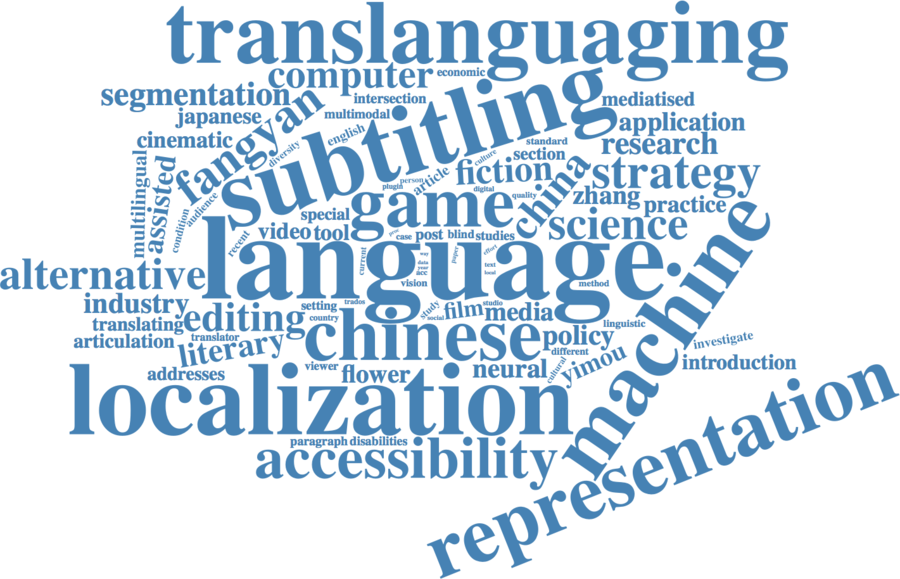 translanguaging
computer
economic
segmentation
intersection
mediatised
japanese
multimodal
application
fangyan
subtitling
cinematic
english
research
diversity
standard
section
culture
multilingual
assisted
fiction
china
strategy
article
person
plugin
digital
quality
zhang
practice
audience
condition
special
game
science
machine
recent
video
tool
case
post
blind
studies
language
current
paper
effort
way
data
year
acc
text
local
alternative
vision
method
industry
setting
trados
study
studio
film
media
translating
editing
country
social
linguistic
articulation
chinese
policy
translator
literary
different
investigate
viewer
flower
neural
cultural
yimou
introduction
addresses
localization
representation
paragraph
disabilities
accessibility